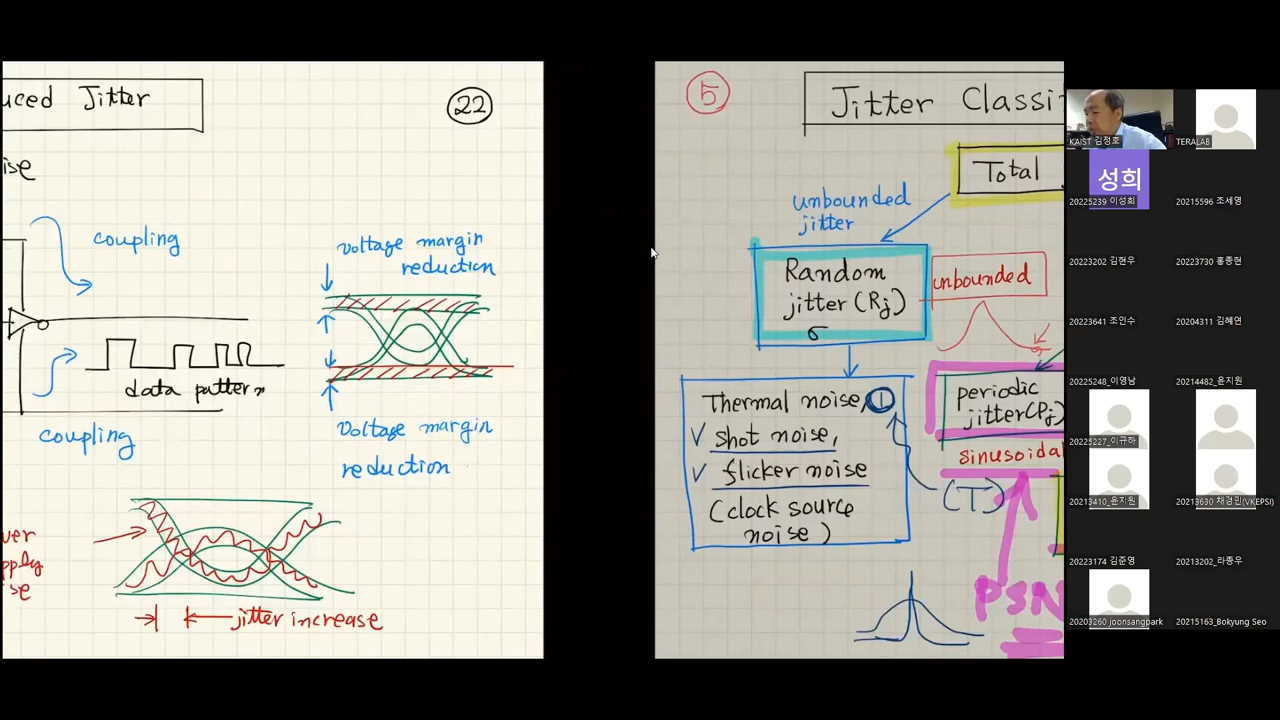 uced Jitter
22
ise
coupling
voltage margin
reduction
data pattern
coupling
voltage margin
reduction
wer
pply
se
jitter increase
5
Jitter Classi
Total
unbounded
jitter
Random
jitter (Rj)
σ
unbounded
Thermal noise, 1
✓ shot noise,
✓ flicker noise
(clock source
noise)
periodic
jitter (Pj)
sinusoidal
(T)
PSN
KAIST 김정호
TERALAB
성희
20225239 이성희
20215596 조세영
20223202 김현우
20223730 홍종현
20223641 조인수
20204311 김혜연
20225248_이영남
20214482_윤지원
20225227_이규하
20213410_윤지원
20213630 채경민(VKEPSI)
20223174 김준영
20213202_라종우
20203260 joonsangpark
20215163_Bokyung Seo